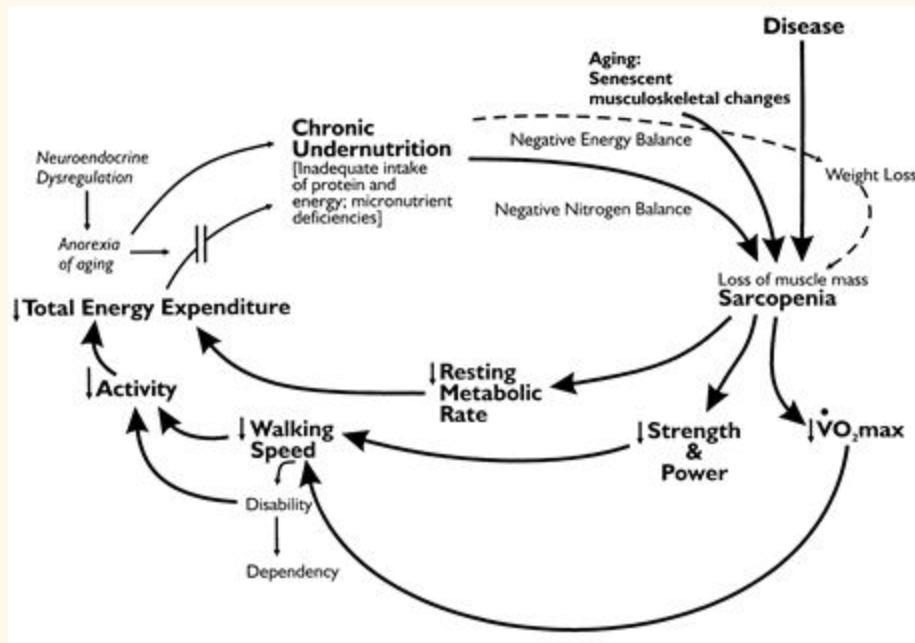 Disease
Aging:
Senescent
musculoskeletal changes
Chronic
Undernutrition
[Inadequate intake
of protein and
energy; micronutrient
deficiencies]
Negative Energy Balance
Neuroendocrine
Dysregulation
Weight Loss
Negative Nitrogen Balance
Anorexia
of aging
Loss of muscle mass
Sarcopenia
↓Total Energy Expenditure
↓Resting
Metabolic
Rate
↓Activity
↓Walking
Speed
↓Strength
&
Power
↓V̇O₂max
Disability
Dependency